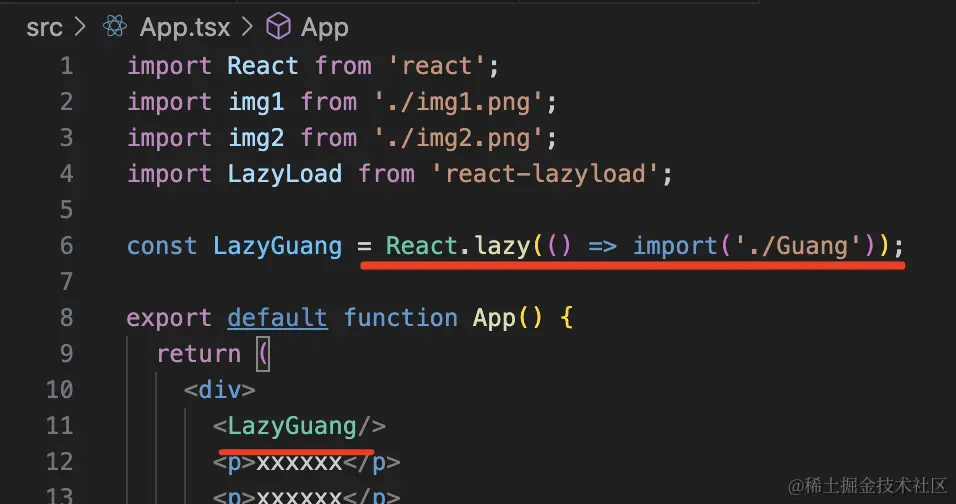 src > App.tsx > App
1 import React from 'react';
2 import img1 from './img1.png';
3 import img2 from './img2.png';
4 import LazyLoad from 'react-lazyload';
5
6 const LazyGuang = React.lazy(() => import('./Guang'));
7
8 export default function App() {
9 return (
10 <div>
11 <LazyGuang/>
12 <p>xxxxxx</p>
13 <p>xxxxxx</p>
@稀土掘金技术社区